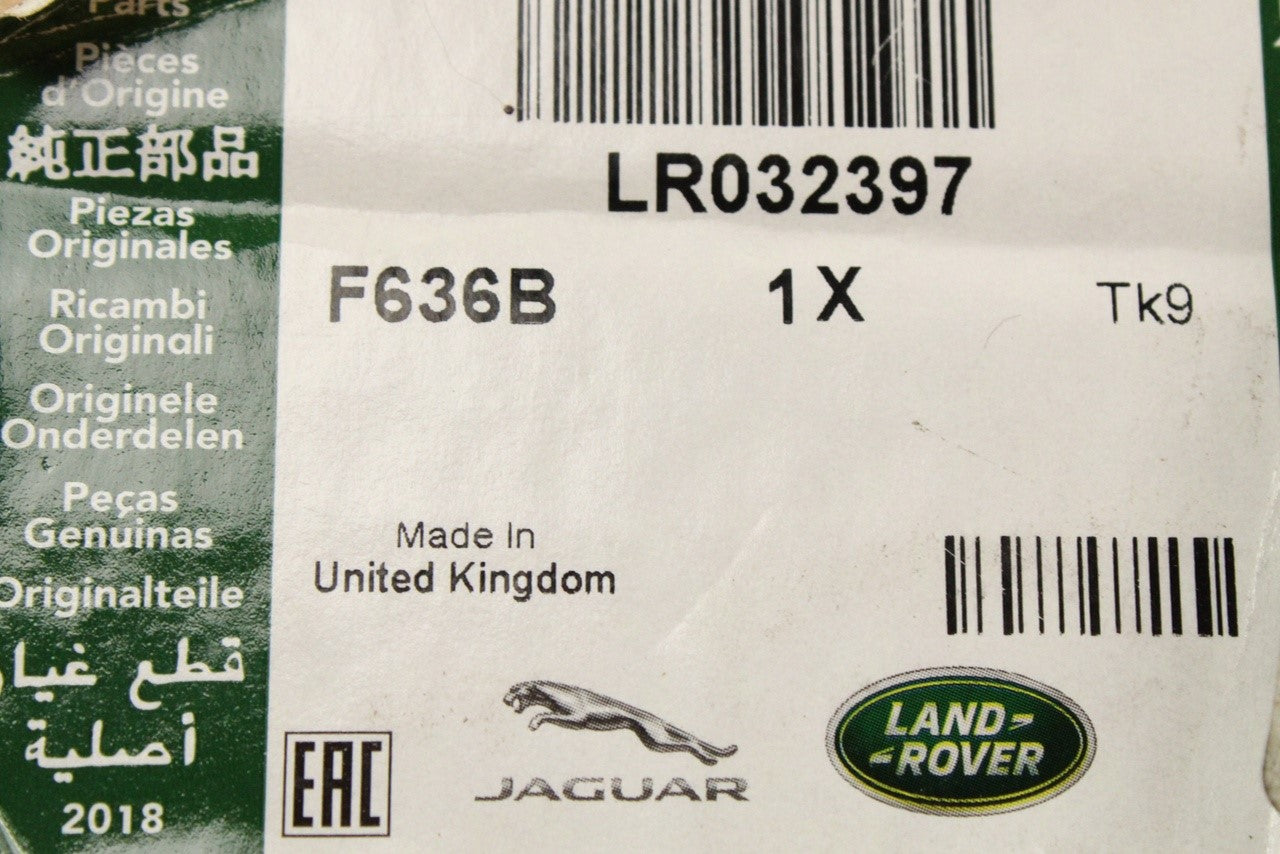 Parts
Pièces
d'Origine
純正部品
Piezas
Originales
Ricambi
Originali
Originele
Onderdelen
Peças
Genuinas
Originalteile
قطع غيار
أصلية
2018
LR032397
F636B 1X Tk9
Made In
United Kingdom
EAC
JAGUAR
LAND
ROVER